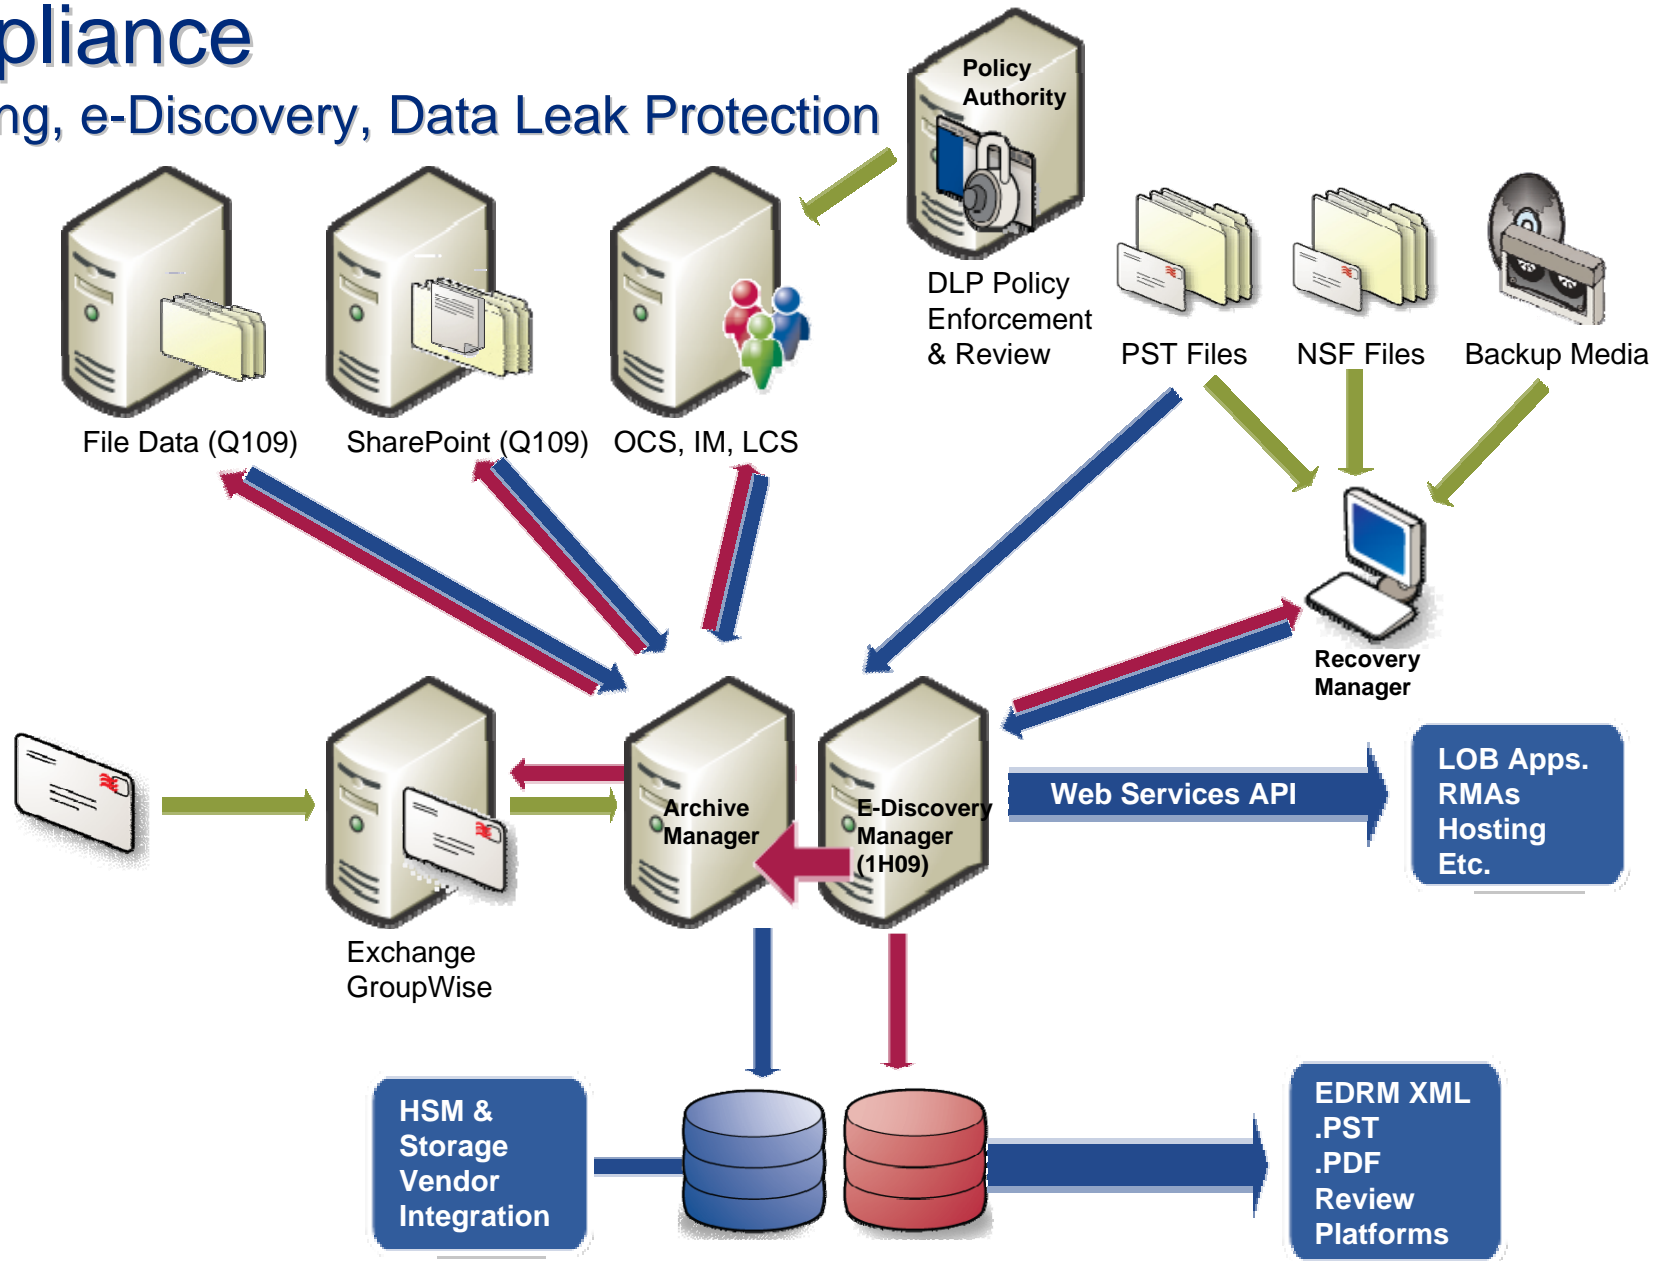 pliance
ng, e-Discovery, Data Leak Protection
Policy
Authority
DLP Policy
Enforcement
& Review
PST Files
NSF Files
Backup Media
File Data (Q109)
SharePoint (Q109)
OCS, IM, LCS
Recovery
Manager
Archive
Manager
E-Discovery
Manager
(1H09)
Web Services API
LOB Apps.
RMAs
Hosting
Etc.
Exchange
GroupWise
HSM &
Storage
Vendor
Integration
EDRM XML
.PST
.PDF
Review
Platforms